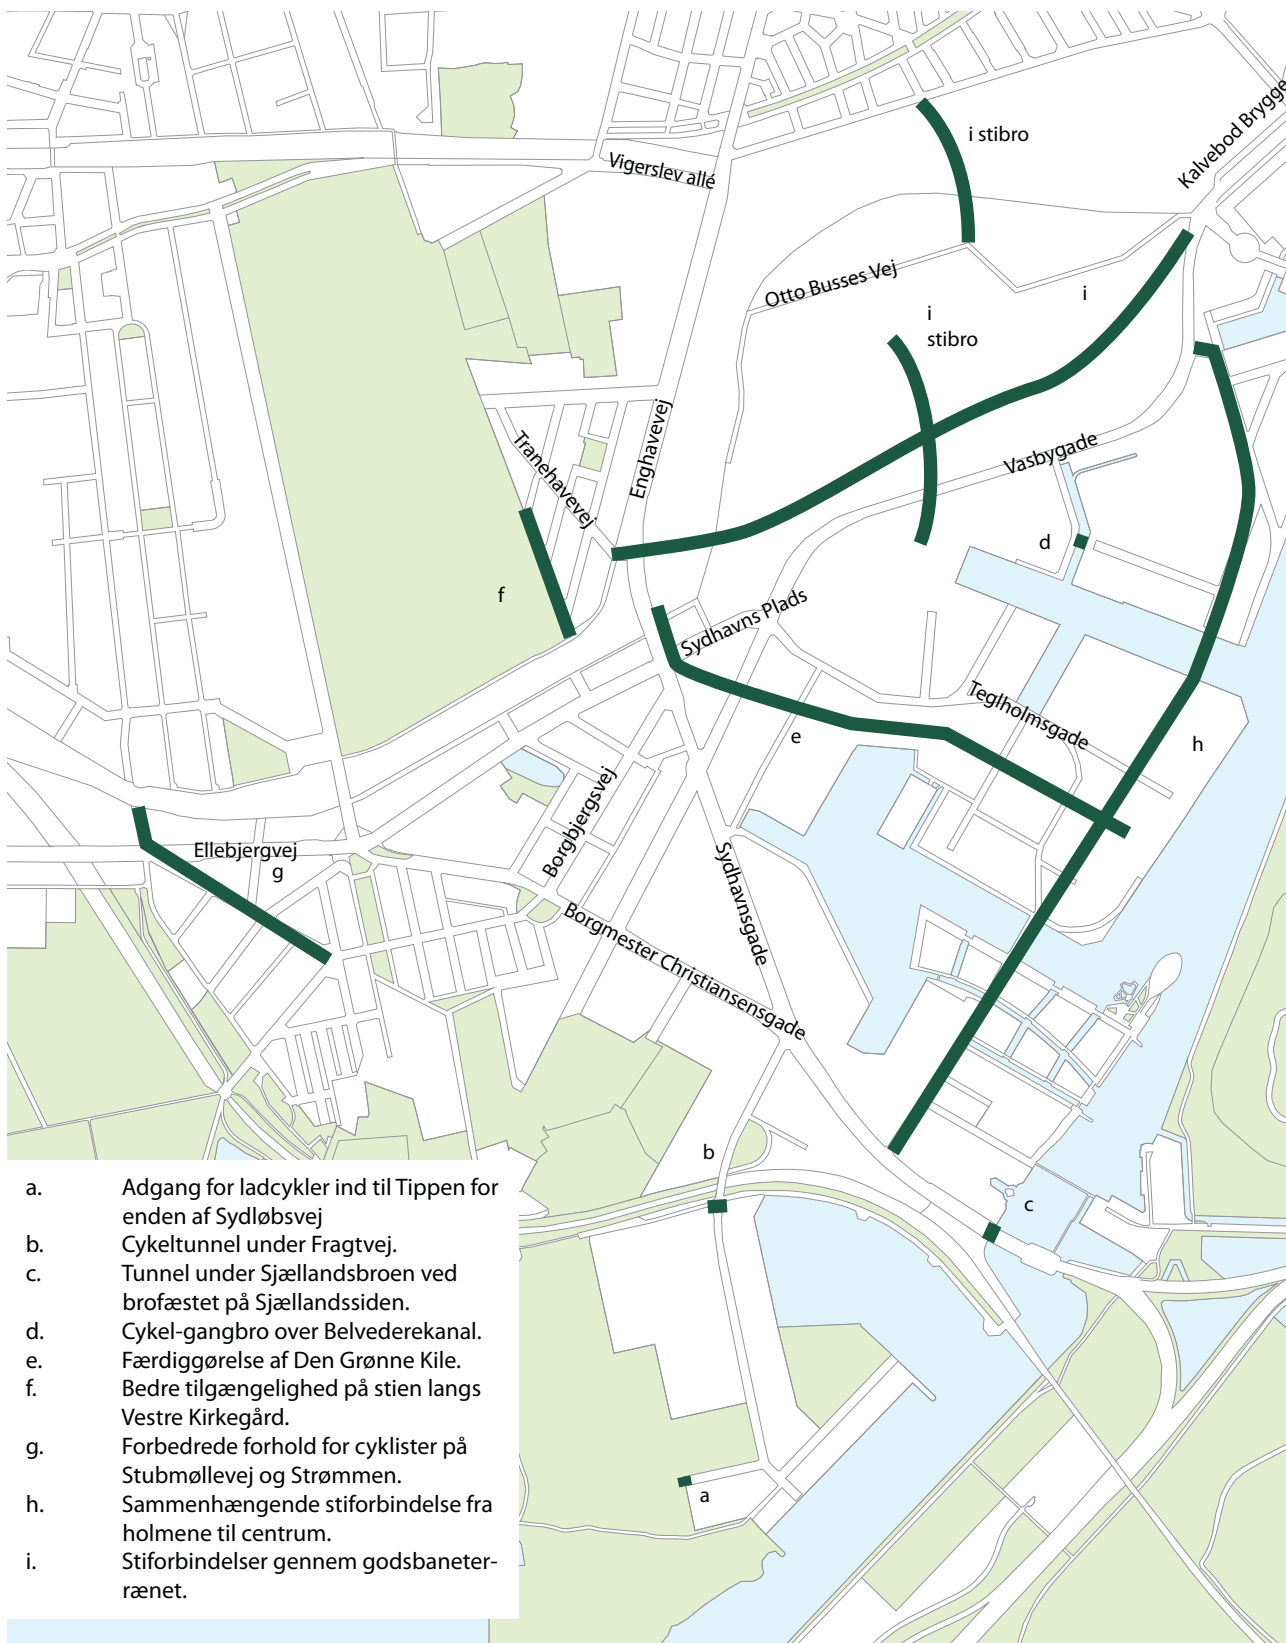 i stibro
Kalvebod Brygge
Vigerslev allé
Otto Busses Vej
i
i
stibro
Tranehavevej
Enghavevej
Vasbygade
d
f
Sydhavns Plads
Teglholmsgade
e
h
Borgbjergsvej
Ellebjergvej
g
Sydhavnsgade
Borgmester Christiansensgade
b
c
a
a. Adgang for ladcykler ind til Tippen for
enden af Sydløbsvej
b. Cykeltunnel under Fragtvej.
c. Tunnel under Sjællandsbroen ved
brofæstet på Sjællandssiden.
d. Cykel-gangbro over Belvederekanal.
e. Færdiggørelse af Den Grønne Kile.
f. Bedre tilgængelighed på stien langs
Vestre Kirkegård.
g. Forbedrede forhold for cyklister på
Stubmøllevej og Strømmen.
h. Sammenhængende stiforbindelse fra
holmene til centrum.
i. Stiforbindelser gennem godsbaneter-
rænet.